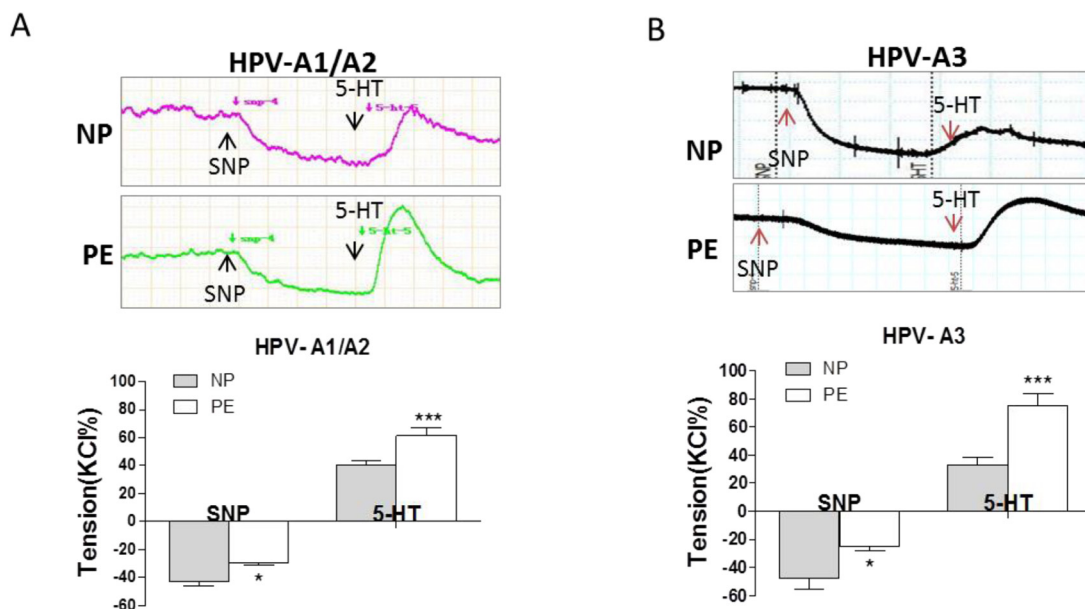 A
HPV-A1/A2
5-HT
↓ snp-4
↓ 5-ht-5
NP
SNP
5-HT
↓ snp-4
↓ 5-ht-5
PE
SNP
HPV- A1/A2
NP
PE
Tension(KCl%)
100
80
60
40
20
0
-20
-40
-60
SNP
5-HT
*
***
B
HPV-A3
5-HT
NP
SNP
5-HT
PE
SNP
5-ht-5
HPV- A3
NP
PE
Tension(KCl%)
100
80
60
40
20
0
-20
-40
-60
SNP
5-HT
*
***